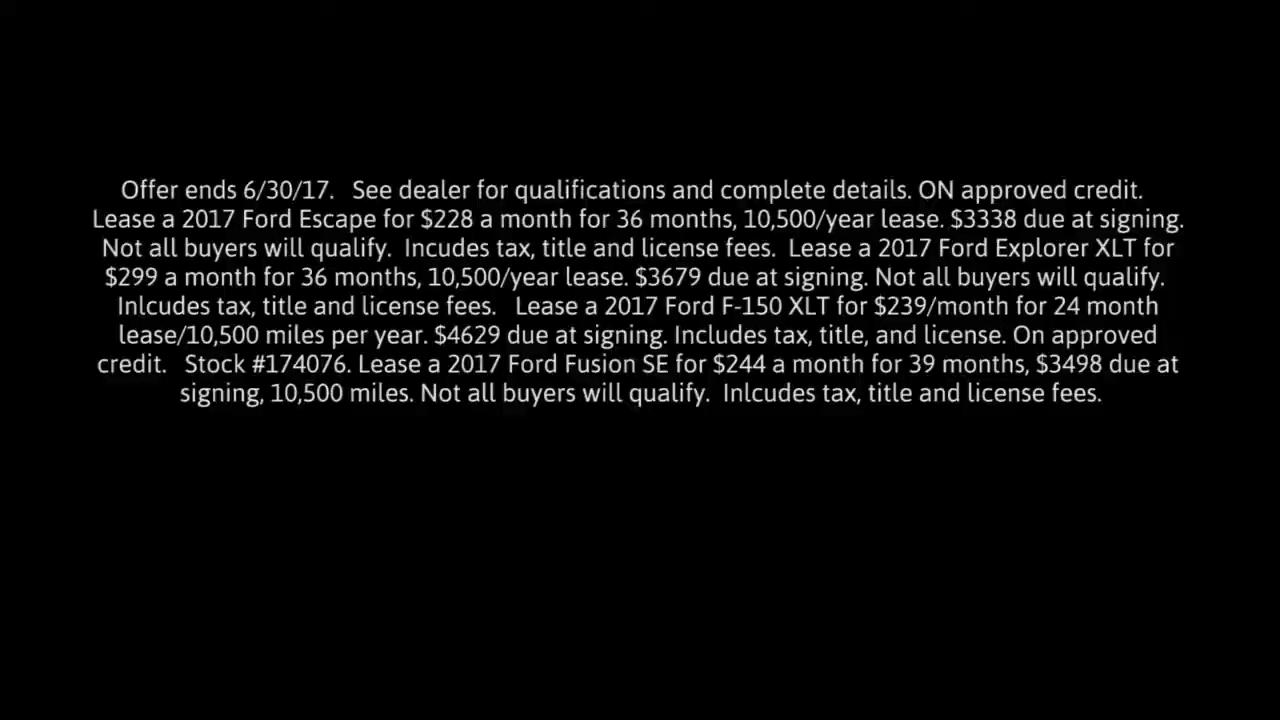 Offer ends 6/30/17.   See dealer for qualifications and complete details. ON approved credit.
Lease a 2017 Ford Escape for $228 a month for 36 months, 10,500/year lease. $3338 due at signing.
Not all buyers will qualify.  Incudes tax, title and license fees.  Lease a 2017 Ford Explorer XLT for
$299 a month for 36 months, 10,500/year lease. $3679 due at signing. Not all buyers will qualify.
Inlcudes tax, title and license fees.   Lease a 2017 Ford F-150 XLT for $239/month for 24 month
lease/10,500 miles per year. $4629 due at signing. Includes tax, title, and license. On approved
credit.   Stock #174076. Lease a 2017 Ford Fusion SE for $244 a month for 39 months, $3498 due at
signing, 10,500 miles. Not all buyers will qualify.  Inlcudes tax, title and license fees.